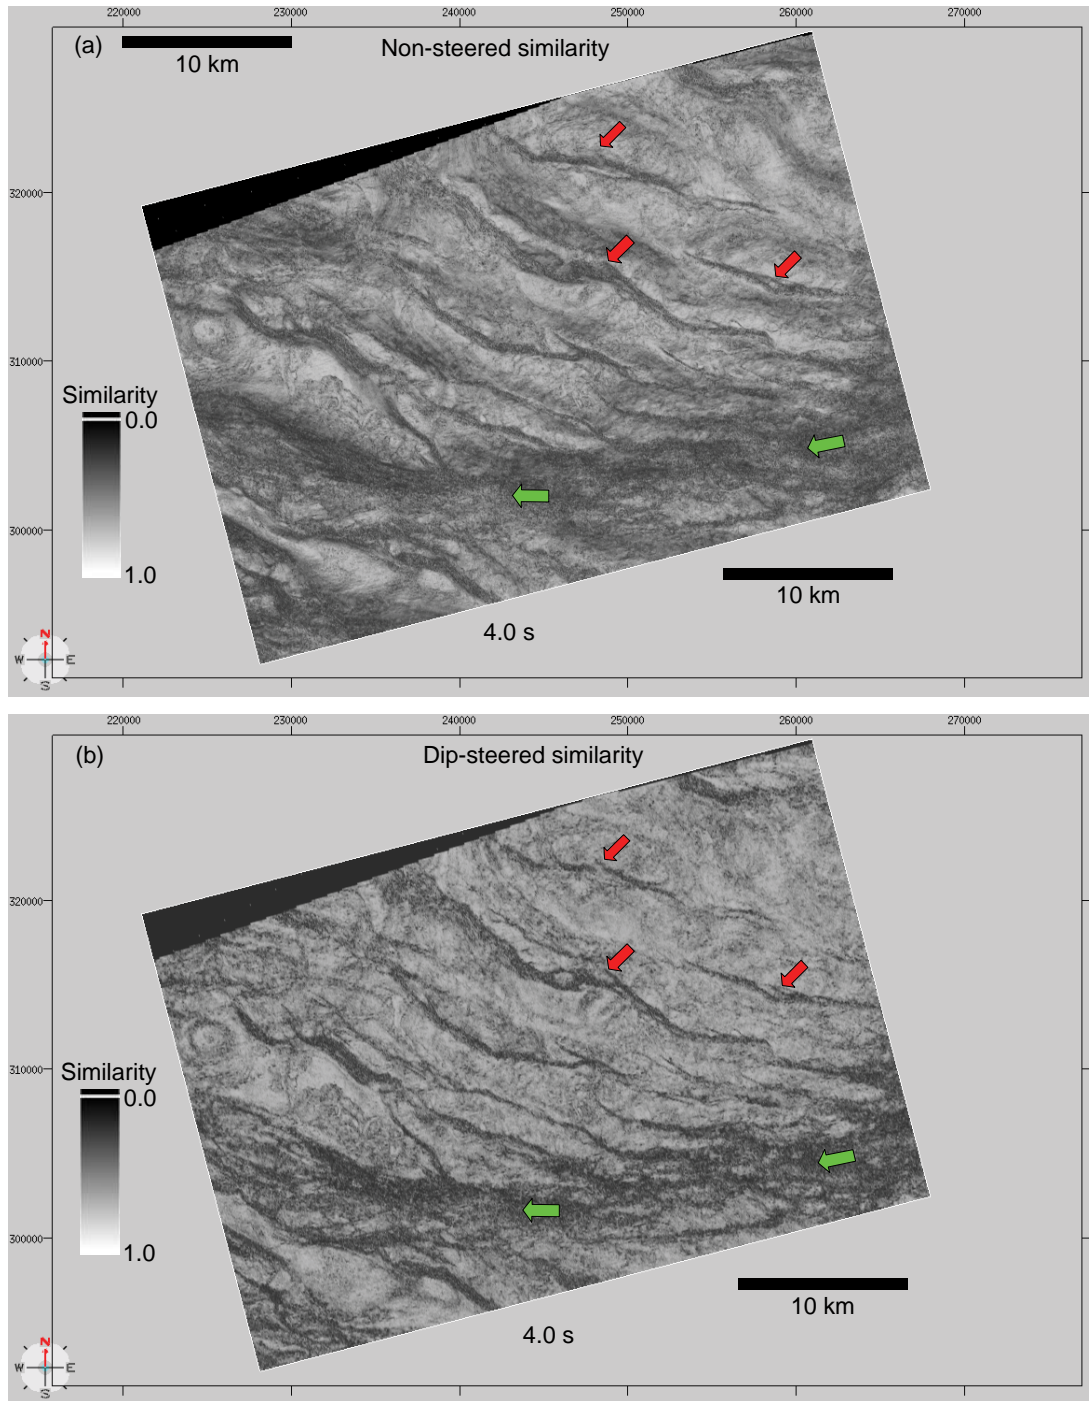 220000 230000 240000 250000 260000 270000
(a) Non-steered similarity
10 km
320000
310000
Similarity
0.0
300000
1.0
10 km
4.0 s
N
W E
S
220000 230000 240000 250000 260000 270000
(b) Dip-steered similarity
320000
310000
Similarity
0.0
300000
1.0
10 km
4.0 s
N
W E
S